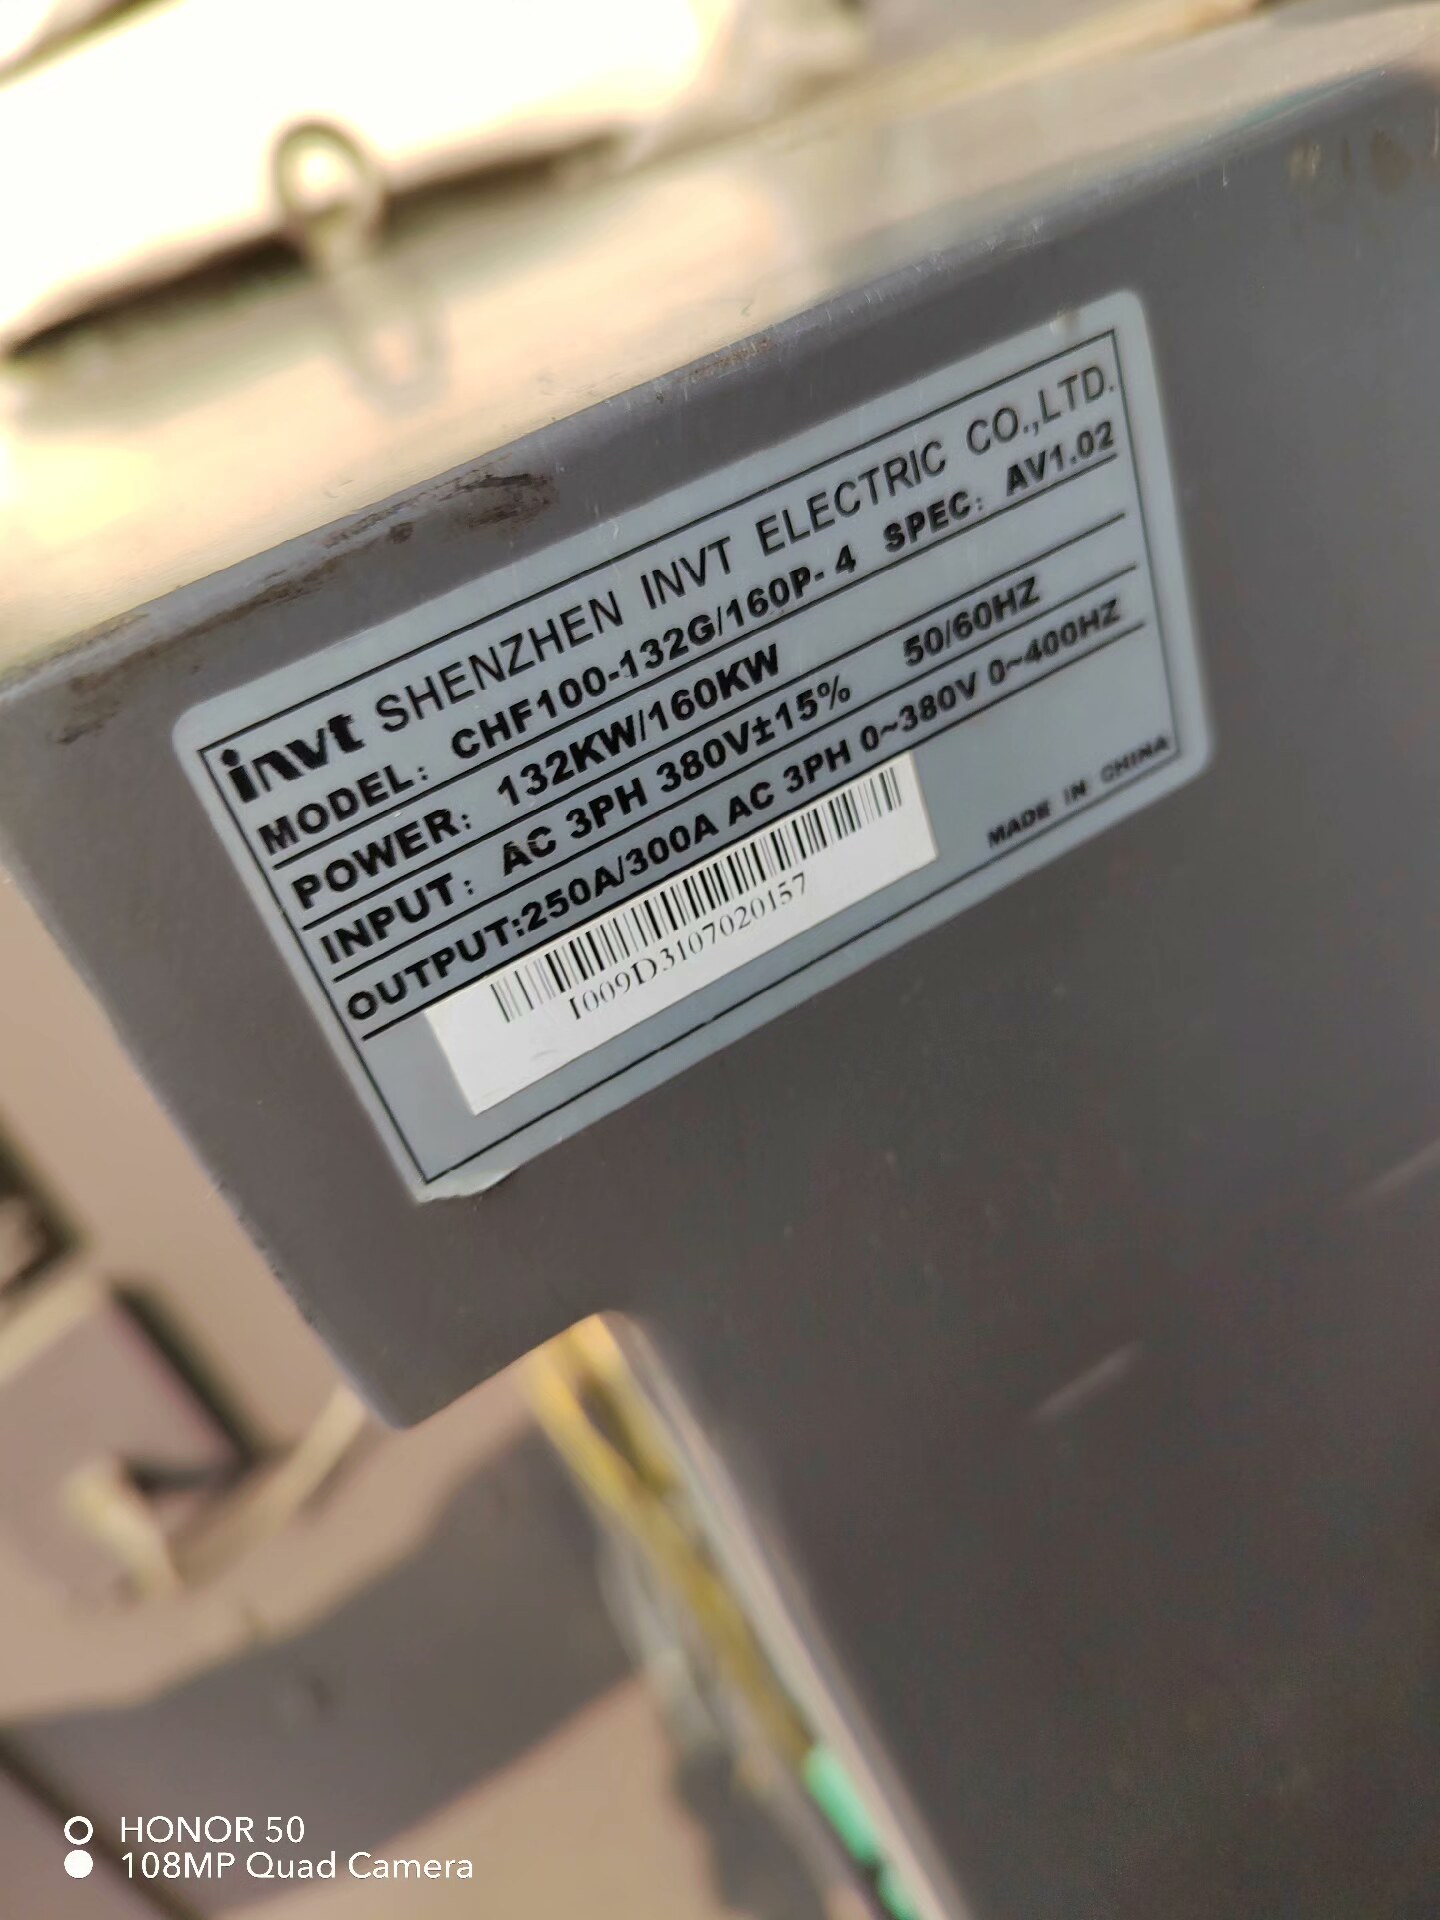 invt SHENZHEN INVT ELECTRIC CO.,LTD.
MODEL: CHF100-132G/160P-4 SPEC: AV1.02
POWER: 132KW/160KW
INPUT: AC 3PH 380V±15% 50/60HZ
OUTPUT:250A/300A AC 3PH 0~380V 0~400HZ
I009D3107020157
MADE IN CHINA
HONOR 50
108MP Quad Camera